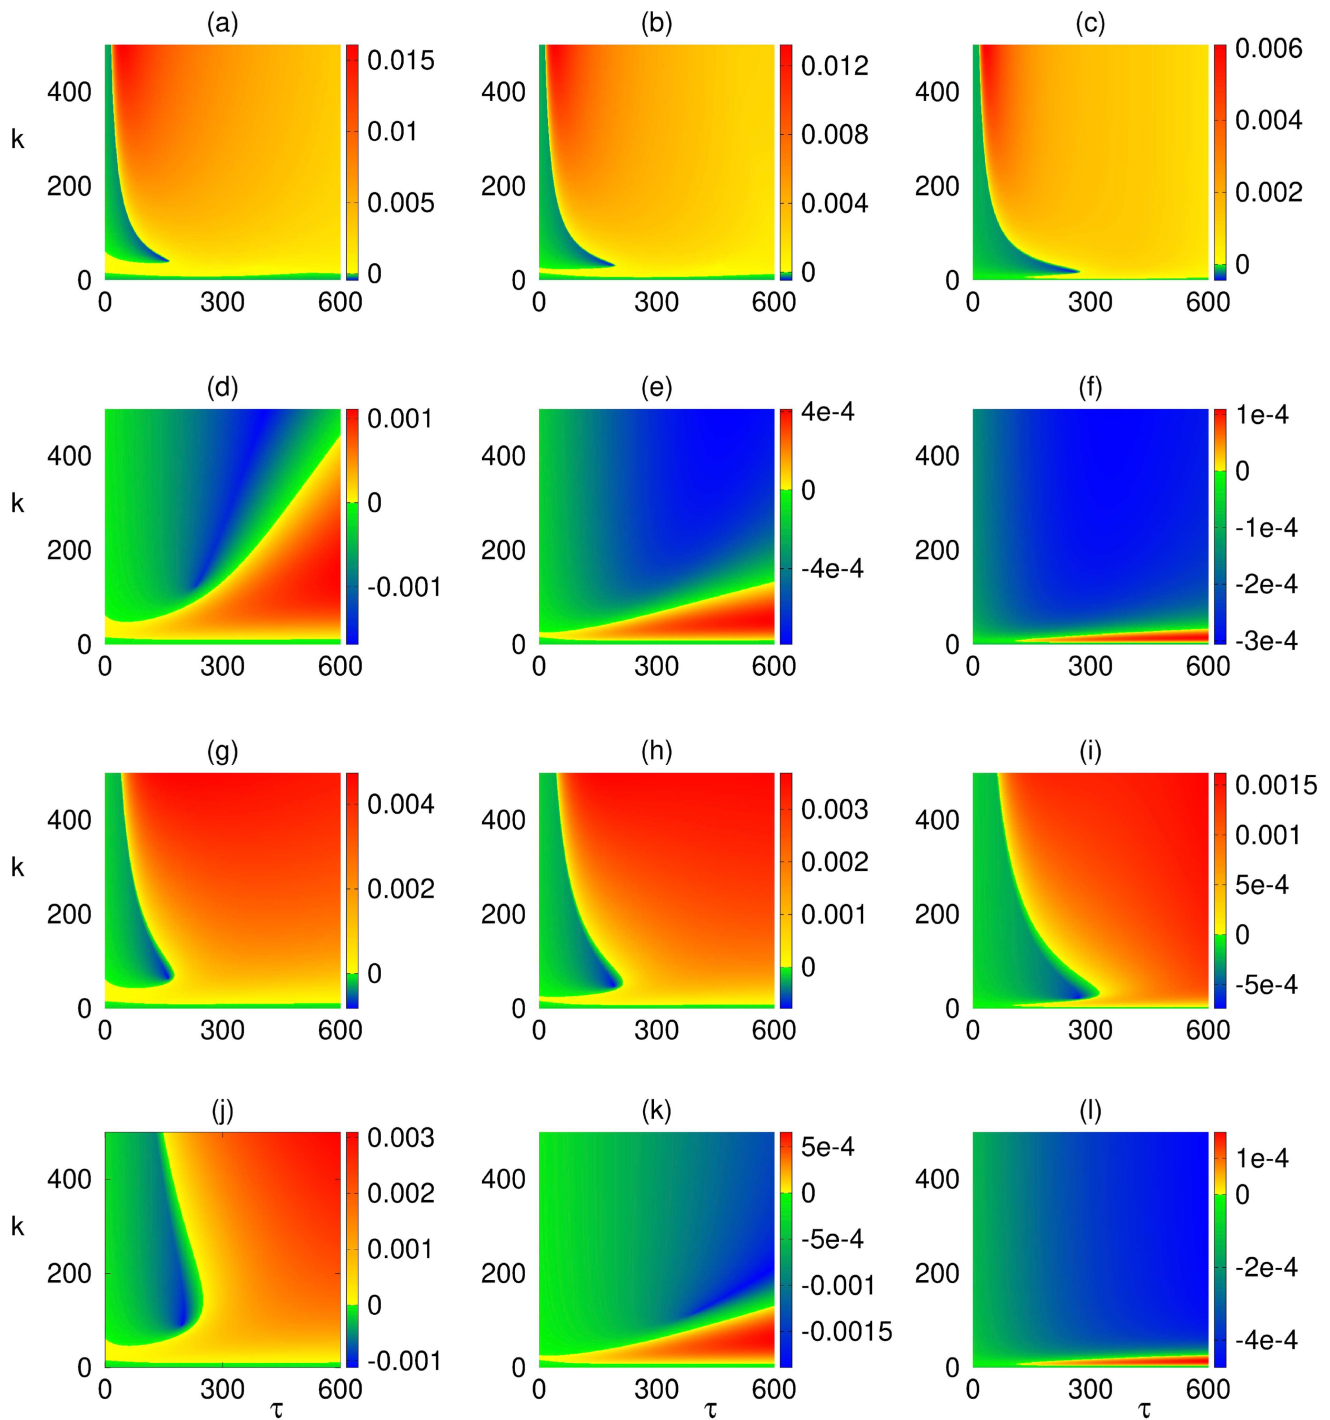 (a) (b) (c)
k 400 200 0 0 300 600 0.015 0.01 0.005 0
400 200 0 0 300 600 0.012 0.008 0.004 0
400 200 0 0 300 600 0.006 0.004 0.002 0
(d) (e) (f)
k 400 200 0 0 300 600 0.001 0 -0.001
400 200 0 0 300 600 4e-4 0 -4e-4
400 200 0 0 300 600 1e-4 0 -1e-4 -2e-4 -3e-4
(g) (h) (i)
k 400 200 0 0 300 600 0.004 0.002 0
400 200 0 0 300 600 0.003 0.002 0.001 0
400 200 0 0 300 600 0.0015 0.001 5e-4 0 -5e-4
(j) (k) (l)
k 400 200 0 0 300 600 τ 0.003 0.002 0.001 0 -0.001
400 200 0 0 300 600 τ 5e-4 0 -5e-4 -0.001 -0.0015
400 200 0 0 300 600 τ 1e-4 0 -2e-4 -4e-4